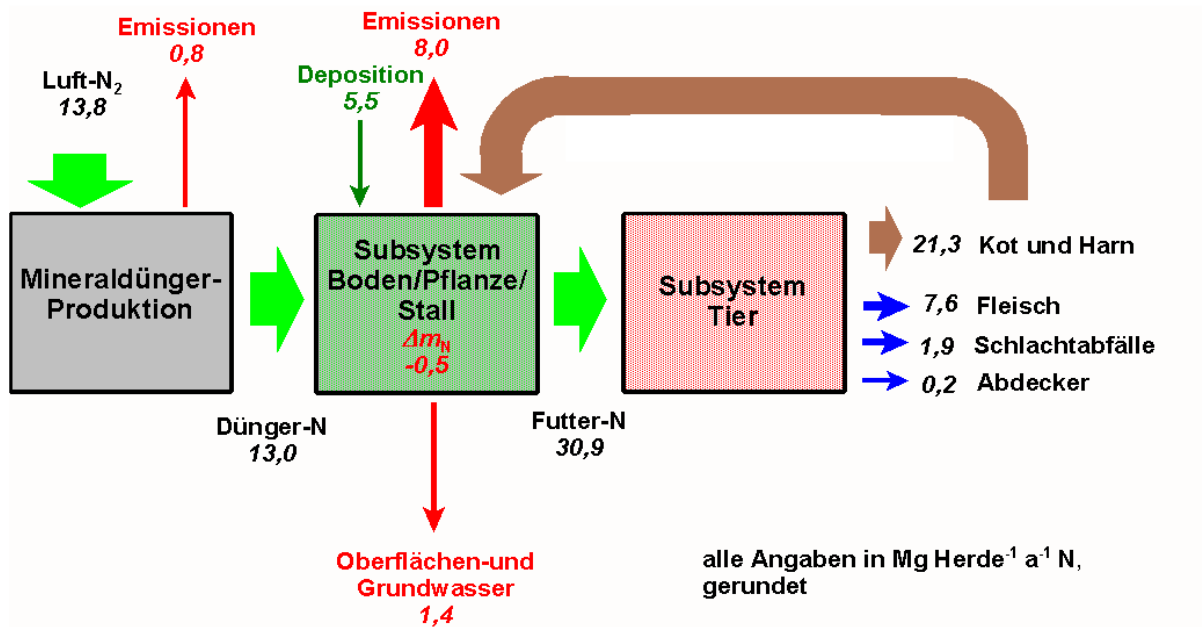 Emissionen
0,8
Emissionen
8,0
Luft-N₂
13,8
Deposition
5,5
Mineraldünger-
Produktion
Subsystem
Boden/Pflanze/
Stall
Δm_N
-0,5
Subsystem
Tier
21,3 Kot und Harn
7,6 Fleisch
1,9 Schlachtabfälle
0,2 Abdecker
Dünger-N
13,0
Futter-N
30,9
Oberflächen-und
Grundwasser
1,4
alle Angaben in Mg Herde⁻¹ a⁻¹ N,
gerundet